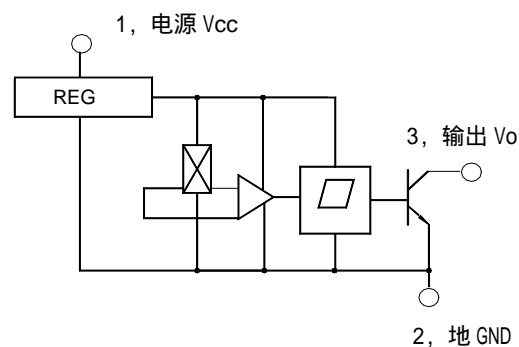 1, 电源 Vcc
REG
3, 输出 Vo
2, 地 GND